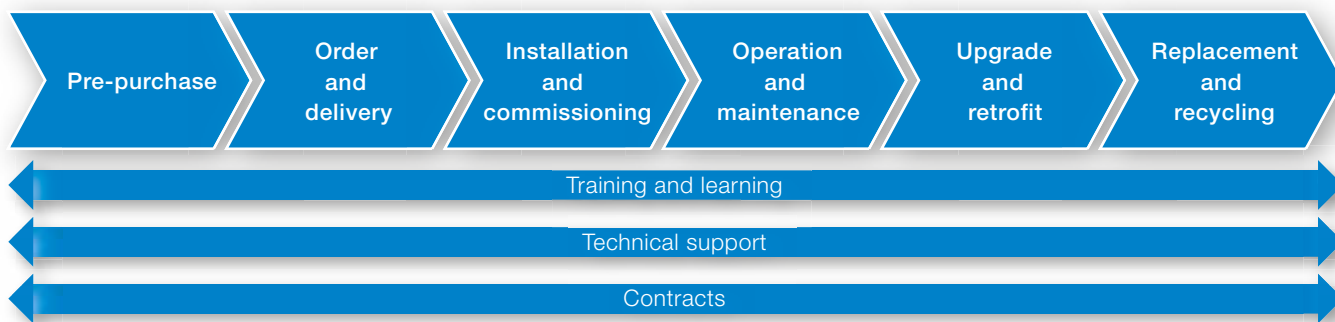 Pre-purchase
Order
and
delivery
Installation
and
commissioning
Operation
and
maintenance
Upgrade
and
retrofit
Replacement
and
recycling
Training and learning
Technical support
Contracts